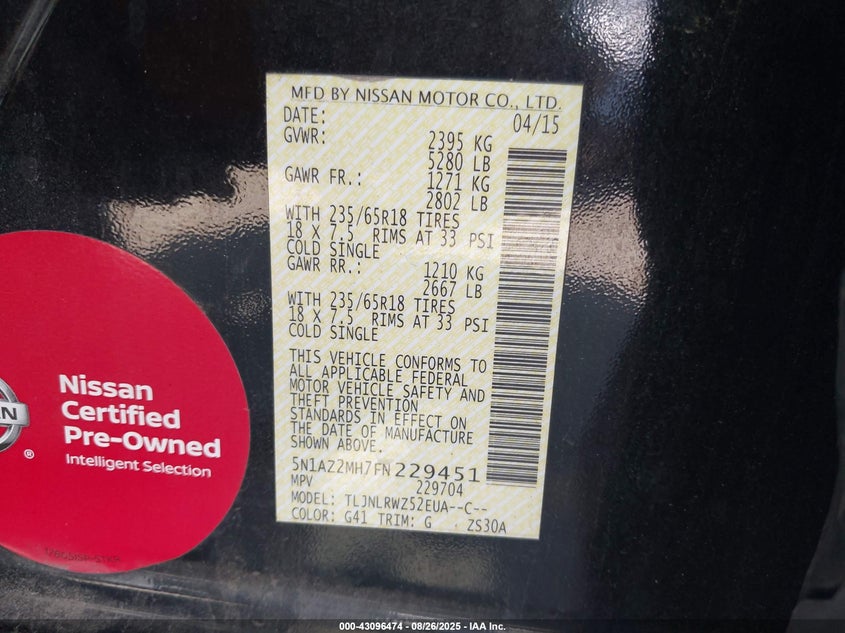 MFD BY NISSAN MOTOR CO., LTD.
DATE: 04/15
GVWR: 2395 KG
5280 LB
GAWR FR.: 1271 KG
2802 LB
WITH 235/65R18 TIRES
18 X 7.5 RIMS AT 33 PSI
COLD SINGLE
GAWR RR.: 1210 KG
2667 LB
WITH 235/65R18 TIRES
18 X 7.5 RIMS AT 33 PSI
COLD SINGLE
THIS VEHICLE CONFORMS TO
ALL APPLICABLE FEDERAL
MOTOR VEHICLE SAFETY AND
THEFT PREVENTION
STANDARDS IN EFFECT ON
THE DATE OF MANUFACTURE
SHOWN ABOVE.
5N1AZ2MH7FN229451
MPV 229704
MODEL: TLJNLRWZ52EUA--C--
COLOR: G41 TRIM: G ZS30A
Nissan
Certified
Pre-Owned
Intelligent Selection
®
000-43096474 - 08/26/2025 - IAA Inc.